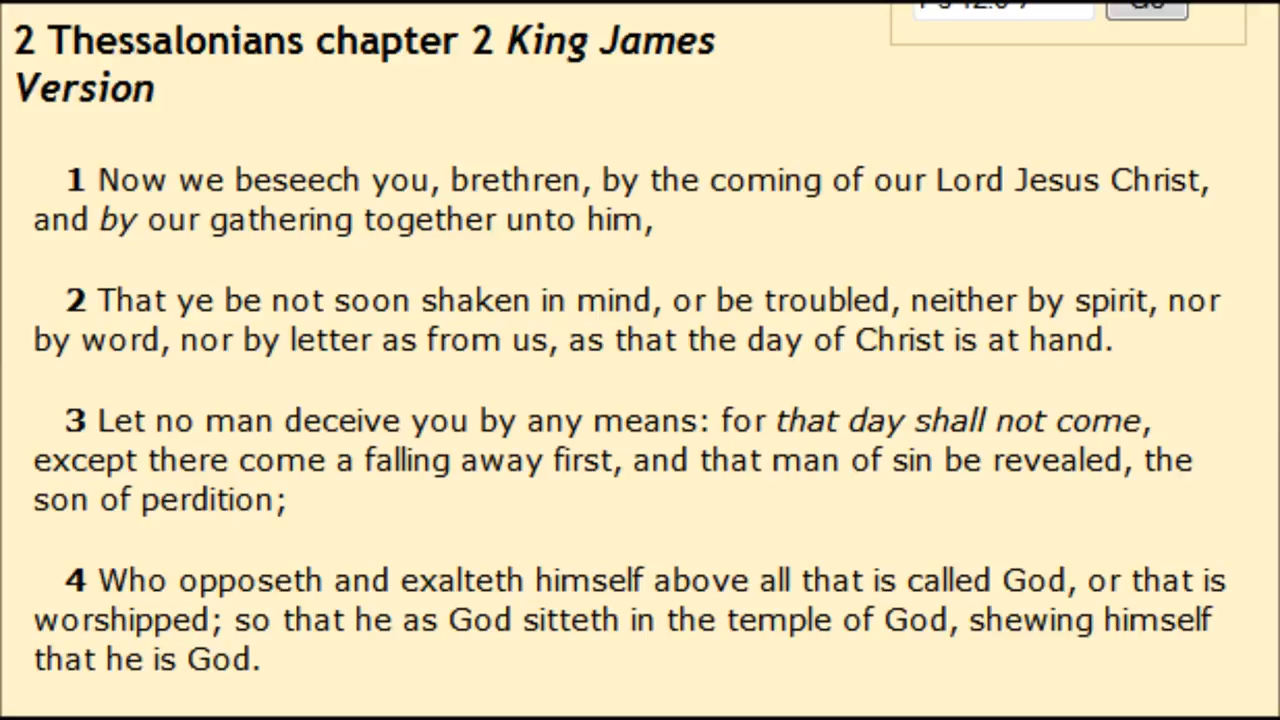 2 Thessalonians chapter 2 King James
Version
1 Now we beseech you, brethren, by the coming of our Lord Jesus Christ,
and by our gathering together unto him,
2 That ye be not soon shaken in mind, or be troubled, neither by spirit, nor
by word, nor by letter as from us, as that the day of Christ is at hand.
3 Let no man deceive you by any means: for that day shall not come,
except there come a falling away first, and that man of sin be revealed, the
son of perdition;
4 Who opposeth and exalteth himself above all that is called God, or that is
worshipped; so that he as God sitteth in the temple of God, shewing himself
that he is God.